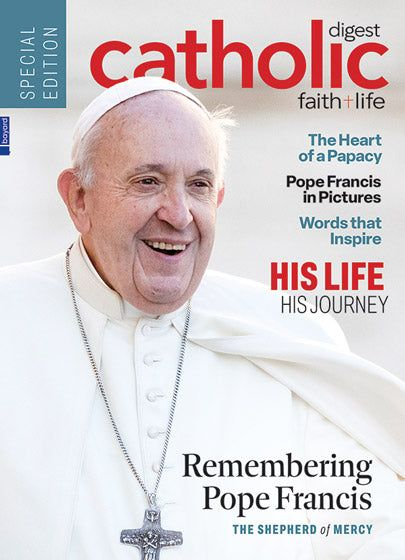 SPECIAL
EDITION
digest
catholic
faith+life
bayard
The Heart
of a Papacy
Pope Francis
in Pictures
Words that
Inspire
HIS LIFE
HIS JOURNEY
Remembering
Pope Francis
THE SHEPHERD of MERCY